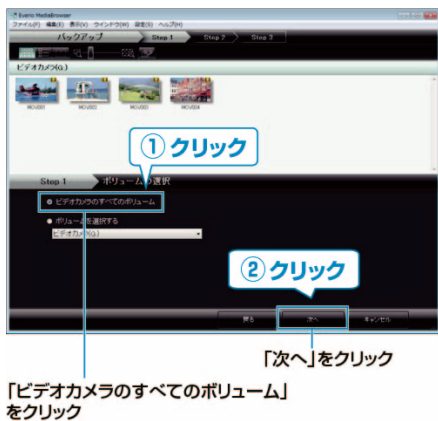 Everio MediaBrowser
ファイル(F) 編集(E) 表示(V) ウインドウ(W) 設定(S) ヘルプ(H)
バックアップ Step 1 Step 2 Step 3
ビデオカメラ(G:)
MOV001 MOV002 MOV003 MOV004
①クリック
Step 1 ボリュームの選択
ビデオカメラのすべてのボリューム
ボリュームを選択する
ビデオカメラ(G:)
②クリック
戻る 次へ キャンセル
「次へ」をクリック
「ビデオカメラのすべてのボリューム」
をクリック